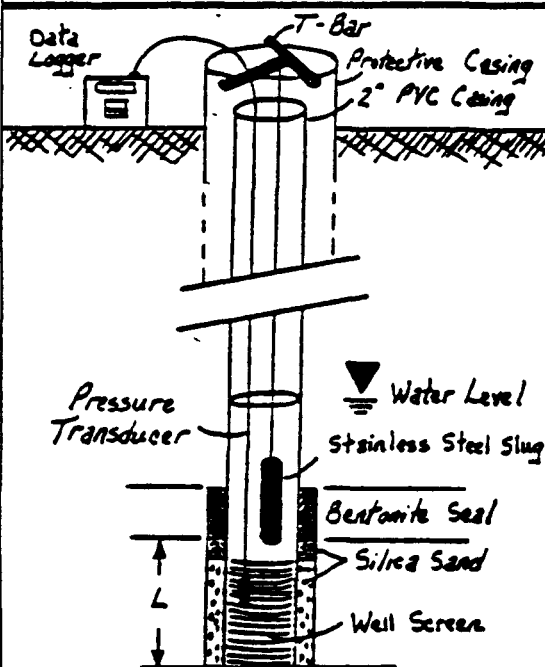 T-Bar
Data
Logger
Protective Casing
2" PVC Casing
Water Level
Pressure
Transducer
Stainless Steel Slug
Bentonite Seal
Silica Sand
L
Well Screen